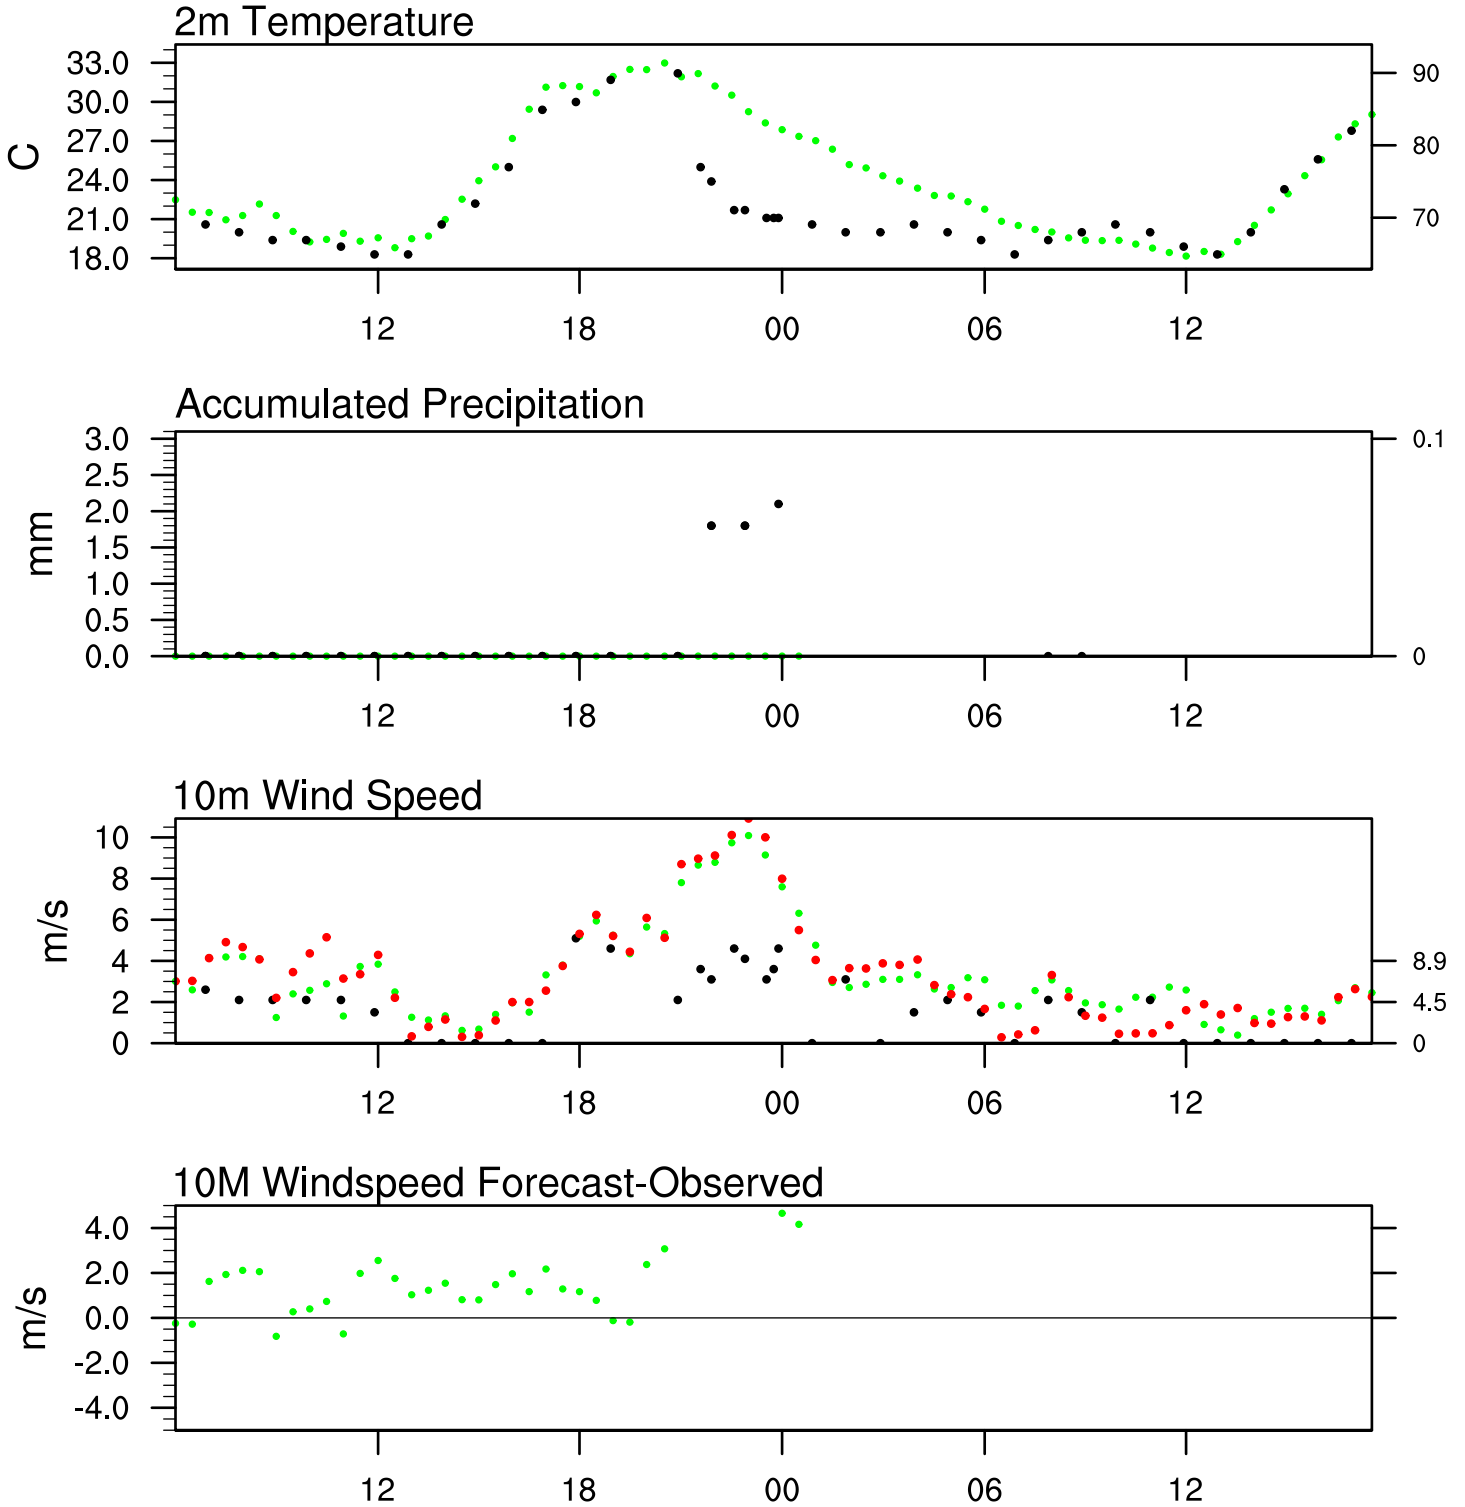 2m Temperature
33.0
30.0
27.0
24.0
21.0
18.0
C
90
80
70
12 18 00 06 12
Accumulated Precipitation
3.0
2.5
2.0
1.5
1.0
0.5
0.0
mm
0.1
0
12 18 00 06 12
10m Wind Speed
10
8
6
4
2
0
m/s
8.9
4.5
0
12 18 00 06 12
10M Windspeed Forecast-Observed
4.0
2.0
0.0
-2.0
-4.0
m/s
12 18 00 06 12